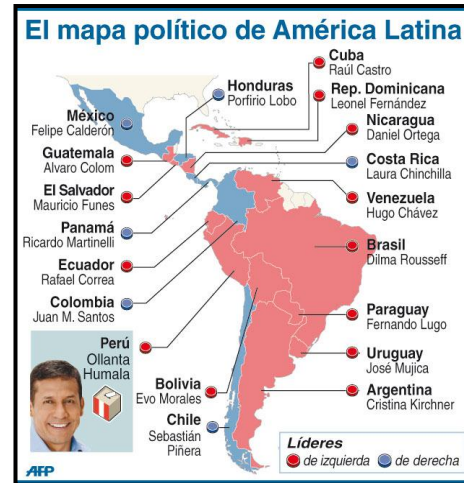 El mapa político de América Latina
Cuba
Raúl Castro
Honduras
Porfirio Lobo
Rep. Dominicana
Leonel Fernández
México
Felipe Calderón
Nicaragua
Daniel Ortega
Guatemala
Alvaro Colom
Costa Rica
Laura Chinchilla
El Salvador
Mauricio Funes
Venezuela
Hugo Chávez
Panamá
Ricardo Martinelli
Brasil
Dilma Rousseff
Ecuador
Rafael Correa
Colombia
Juan M. Santos
Paraguay
Fernando Lugo
Perú
Ollanta
Humala
Uruguay
José Mujica
Bolivia
Evo Morales
Argentina
Cristina Kirchner
Chile
Sebastián
Piñera
Líderes
de izquierda de derecha
AFP